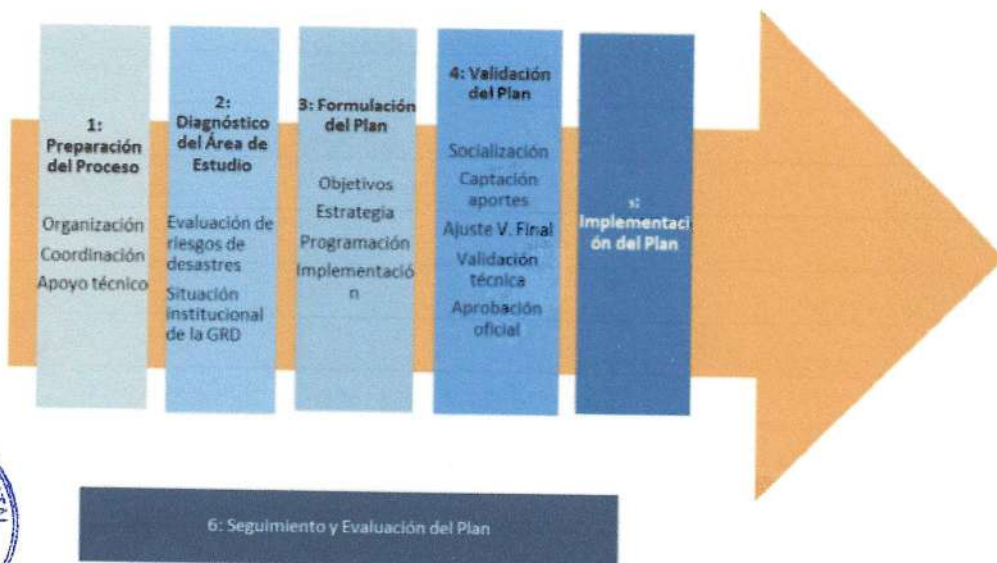 1:
Preparación
del Proceso
Organización
Coordinación
Apoyo técnico
2:
Diagnóstico
del Área de
Estudio
Evaluación de
riesgos de
desastres
Situación
institucional
de la GRD
3: Formulación
del Plan
Objetivos
Estrategia
Programación
Implementació
n
4: Validación
del Plan
Socialización
Captación
aportes
Ajuste V. Final
Validación
técnica
Aprobación
oficial
Implementaci
ón del Plan
6: Seguimiento y Evaluación del Plan